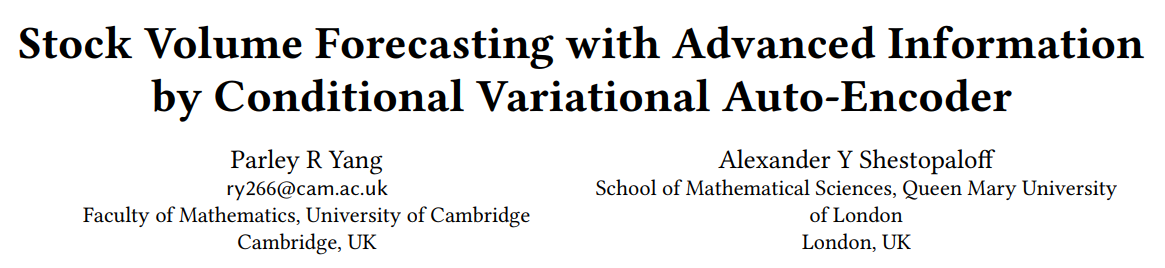 Stock Volume Forecasting with Advanced Information
by Conditional Variational Auto-Encoder
Parley R Yang
ry266@cam.ac.uk
Faculty of Mathematics, University of Cambridge
Cambridge, UK
Alexander Y Shestopaloff
School of Mathematical Sciences, Queen Mary University
of London
London, UK